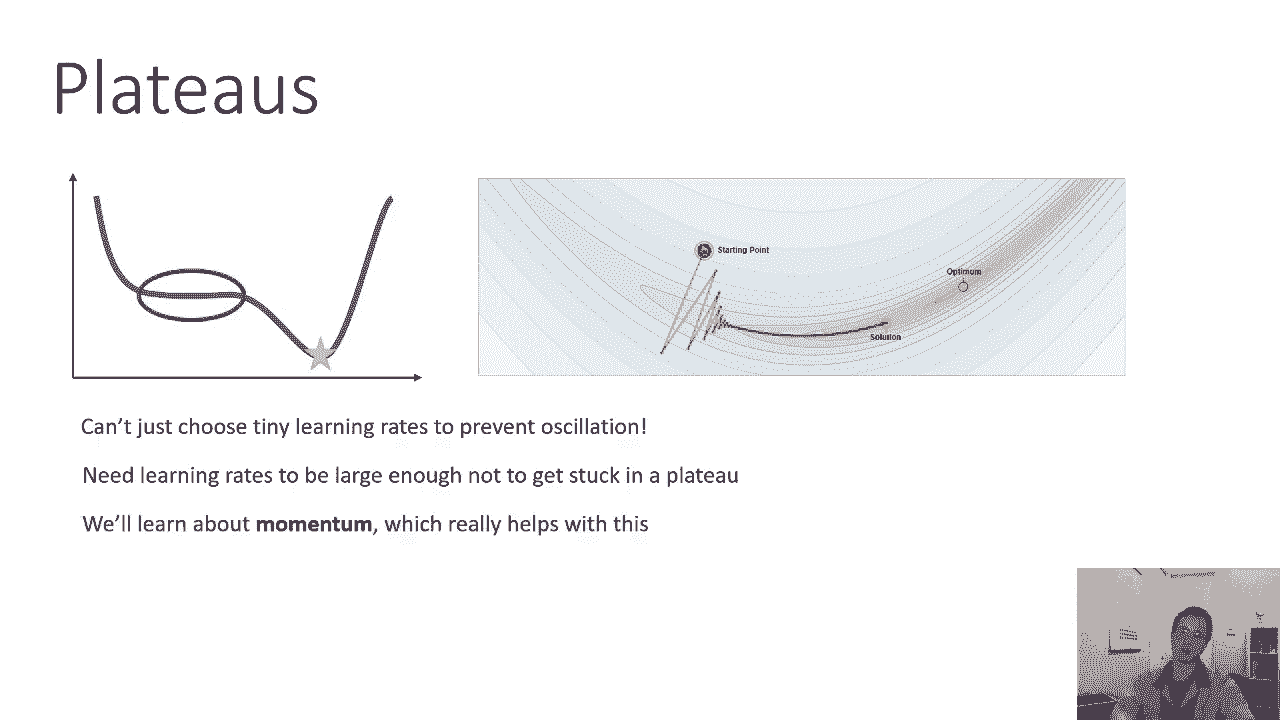 Plateaus
Starting Point
Optimum
Solution
Can't just choose tiny learning rates to prevent oscillation!
Need learning rates to be large enough not to get stuck in a plateau
We'll learn about momentum, which really helps with this